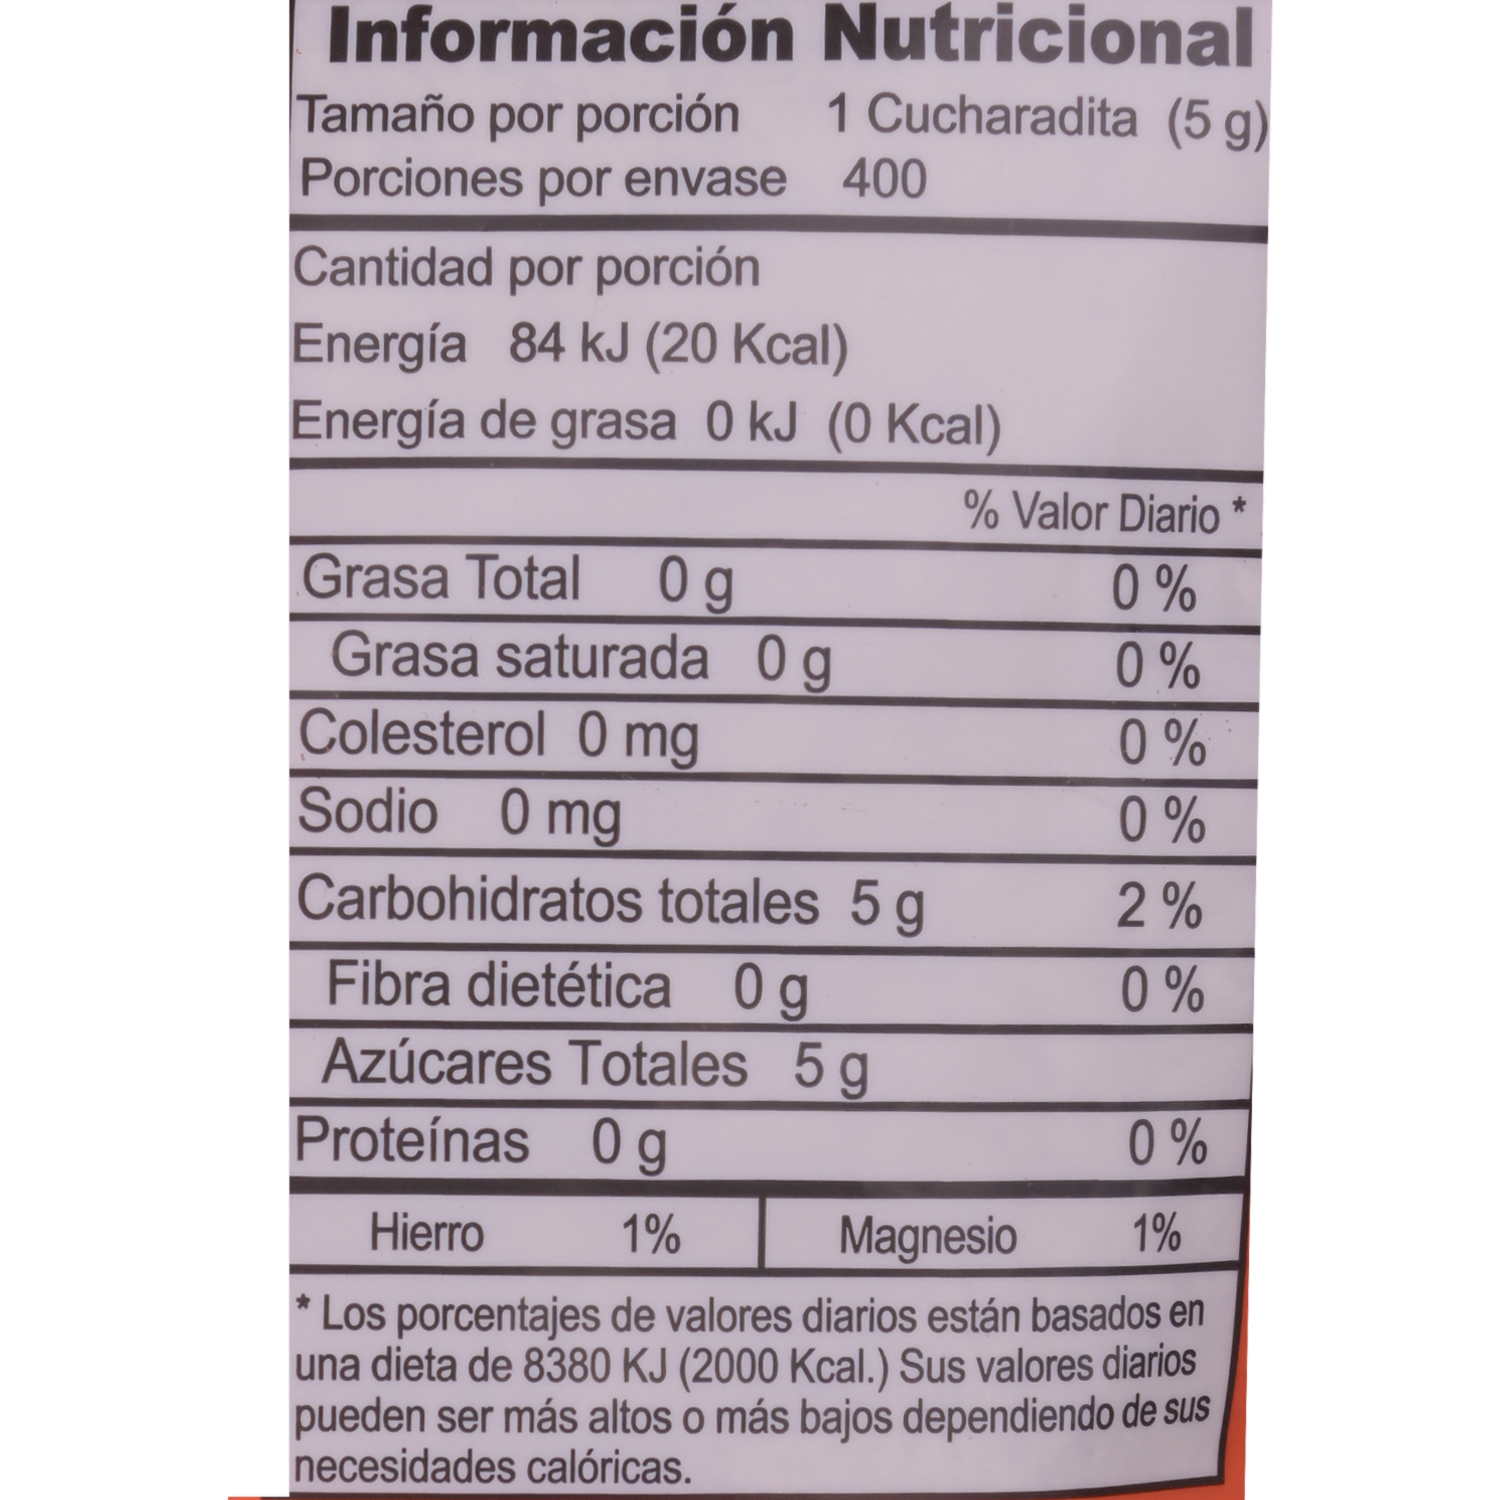 Información Nutricional
Tamaño por porción 1 Cucharadita (5 g)
Porciones por envase 400
Cantidad por porción
Energía 84 kJ (20 Kcal)
Energía de grasa 0 kJ (0 Kcal)
% Valor Diario *
Grasa Total 0 g 0 %
Grasa saturada 0 g 0 %
Colesterol 0 mg 0 %
Sodio 0 mg 0 %
Carbohidratos totales 5 g 2 %
Fibra dietética 0 g 0 %
Azúcares Totales 5 g
Proteínas 0 g 0 %
Hierro 1% Magnesio 1%
* Los porcentajes de valores diarios están basados en
una dieta de 8380 KJ (2000 Kcal.) Sus valores diarios
pueden ser más altos o más bajos dependiendo de sus
necesidades calóricas.